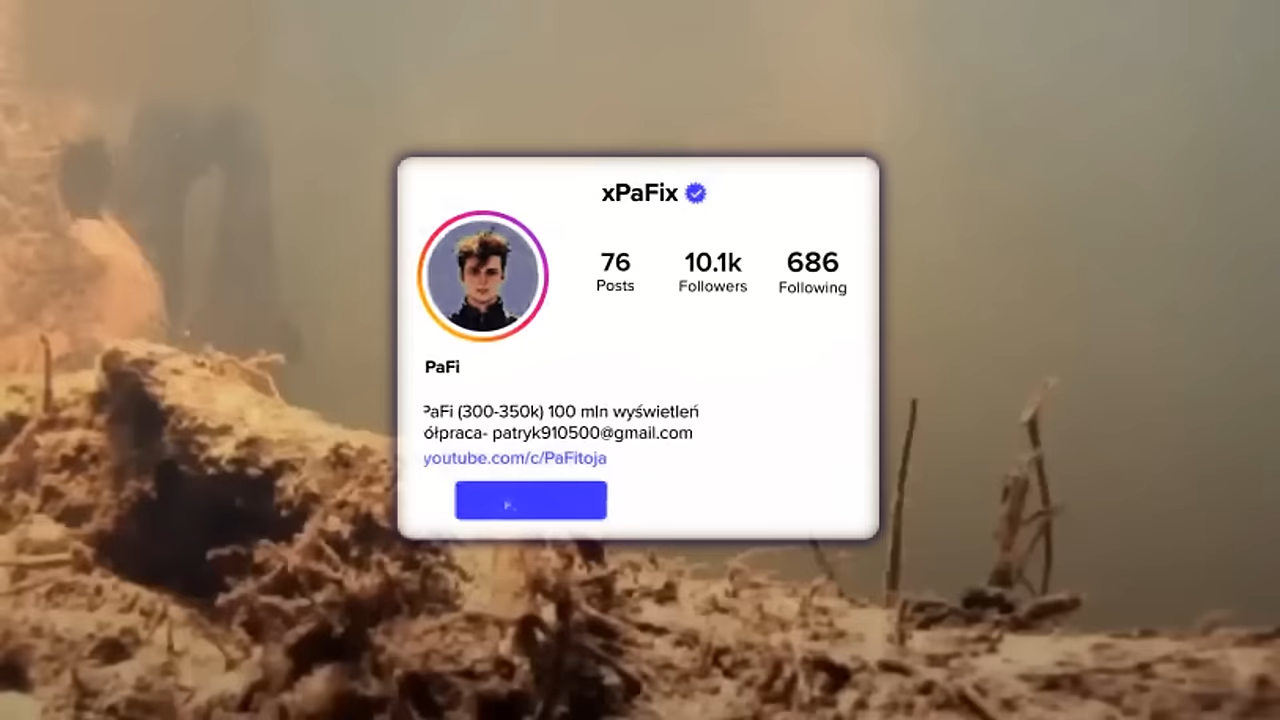 xPaFix
76 10.1k 686
Posts Followers Following
PaFi
PaFi (300-350k) 100 mln wyświetleń
ółpraca- patryk910500@gmail.com
youtube.com/c/PaFitoja